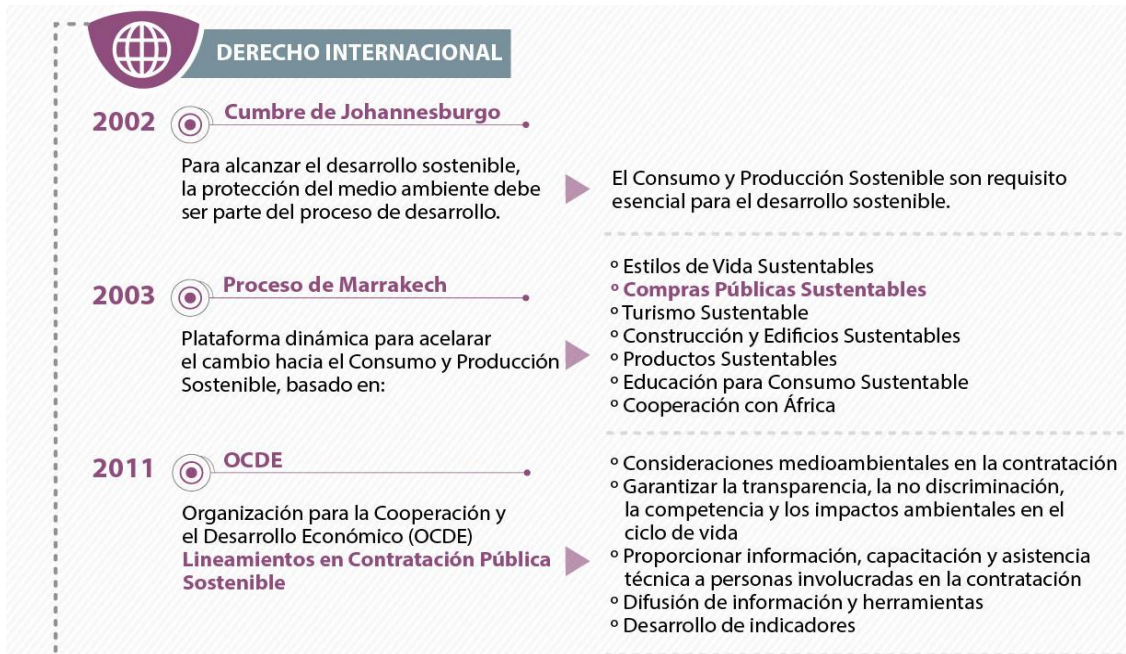 DERECHO INTERNACIONAL
2002
Cumbre de Johannesburgo
Para alcanzar el desarrollo sostenible,
la protección del medio ambiente debe
ser parte del proceso de desarrollo.
El Consumo y Producción Sostenible son requisito
esencial para el desarrollo sostenible.
2003
Proceso de Marrakech
Plataforma dinámica para acelarar
el cambio hacia el Consumo y Producción
Sostenible, basado en:
º Estilos de Vida Sustentables
º Compras Públicas Sustentables
º Turismo Sustentable
º Construcción y Edificios Sustentables
º Productos Sustentables
º Educación para Consumo Sustentable
º Cooperación con África
2011
OCDE
Organización para la Cooperación y
el Desarrollo Económico (OCDE)
Lineamientos en Contratación Pública
Sostenible
º Consideraciones medioambientales en la contratación
º Garantizar la transparencia, la no discriminación,
la competencia y los impactos ambientales en el
ciclo de vida
º Proporcionar información, capacitación y asistencia
técnica a personas involucradas en la contratación
º Difusión de información y herramientas
º Desarrollo de indicadores